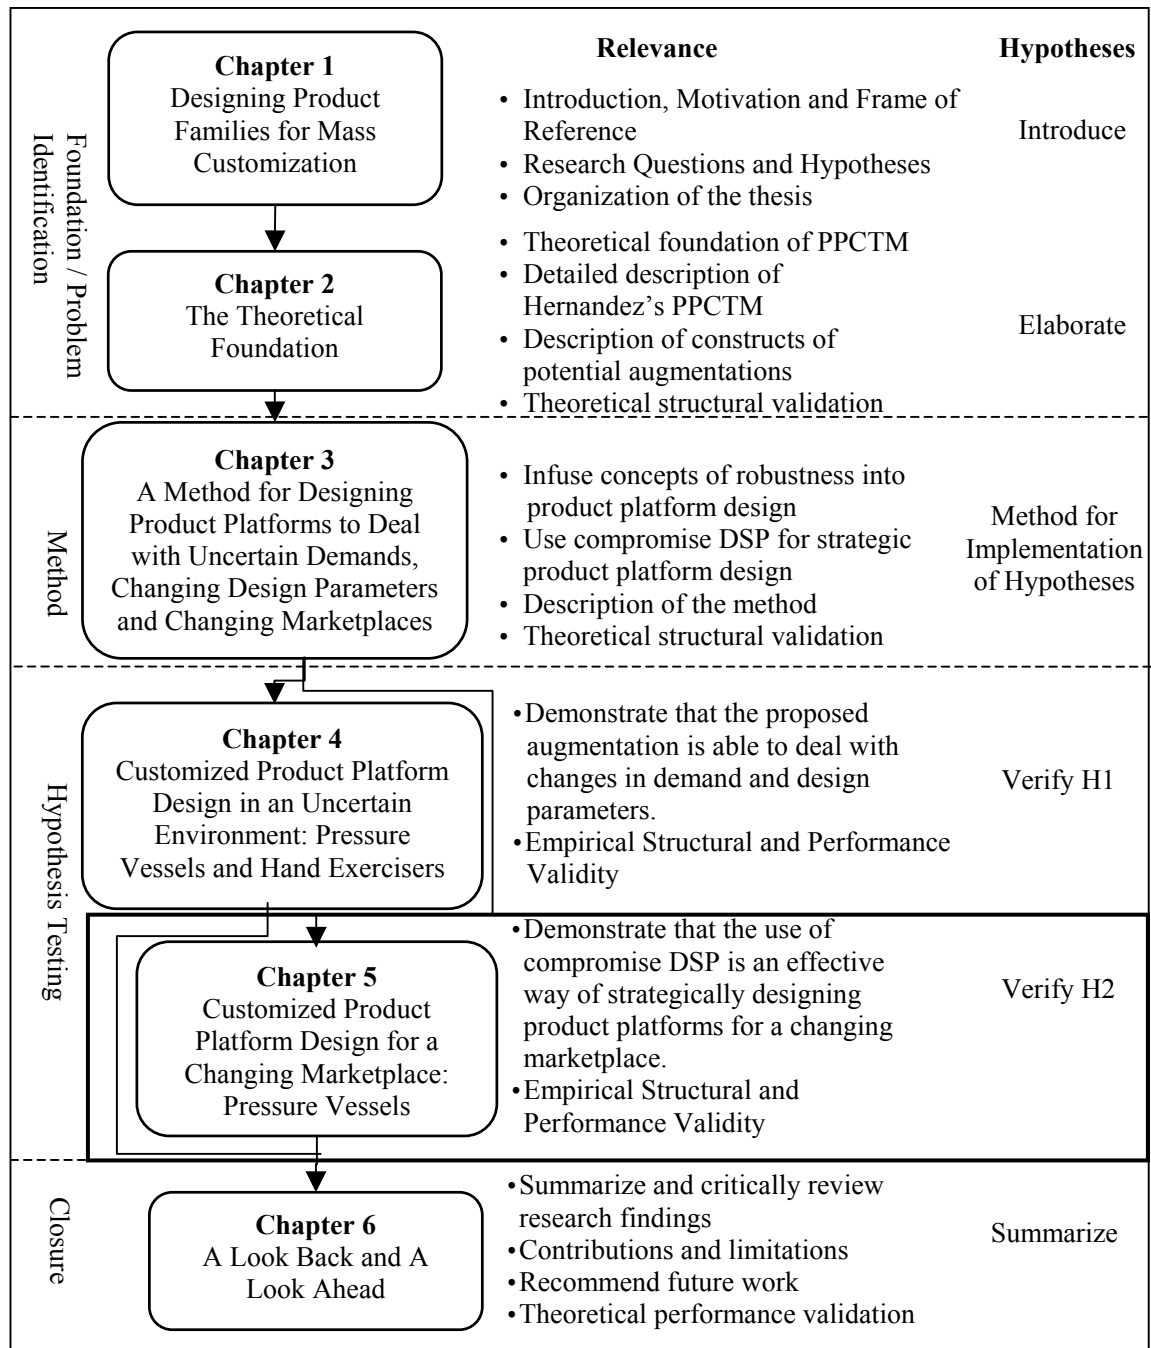 Relevance
Hypotheses
Foundation / Problem
Identification
Chapter 1
Designing Product
Families for Mass
Customization
• Introduction, Motivation and Frame of
Reference
• Research Questions and Hypotheses
• Organization of the thesis
Introduce
Chapter 2
The Theoretical
Foundation
• Theoretical foundation of PPCTM
• Detailed description of
Hernandez's PPCTM
• Description of constructs of
potential augmentations
• Theoretical structural validation
Elaborate
Method
Chapter 3
A Method for Designing
Product Platforms to Deal
with Uncertain Demands,
Changing Design Parameters
and Changing Marketplaces
• Infuse concepts of robustness into
product platform design
• Use compromise DSP for strategic
product platform design
• Description of the method
• Theoretical structural validation
Method for
Implementation
of Hypotheses
Hypothesis Testing
Chapter 4
Customized Product Platform
Design in an Uncertain
Environment: Pressure
Vessels and Hand Exercisers
•Demonstrate that the proposed
augmentation is able to deal with
changes in demand and design
parameters.
•Empirical Structural and Performance
Validity
Verify H1
Chapter 5
Customized Product
Platform Design for a
Changing Marketplace:
Pressure Vessels
•Demonstrate that the use of
compromise DSP is an effective
way of strategically designing
product platforms for a changing
marketplace.
•Empirical Structural and
Performance Validity
Verify H2
Closure
Chapter 6
A Look Back and A
Look Ahead
•Summarize and critically review
research findings
•Contributions and limitations
•Recommend future work
•Theoretical performance validation
Summarize